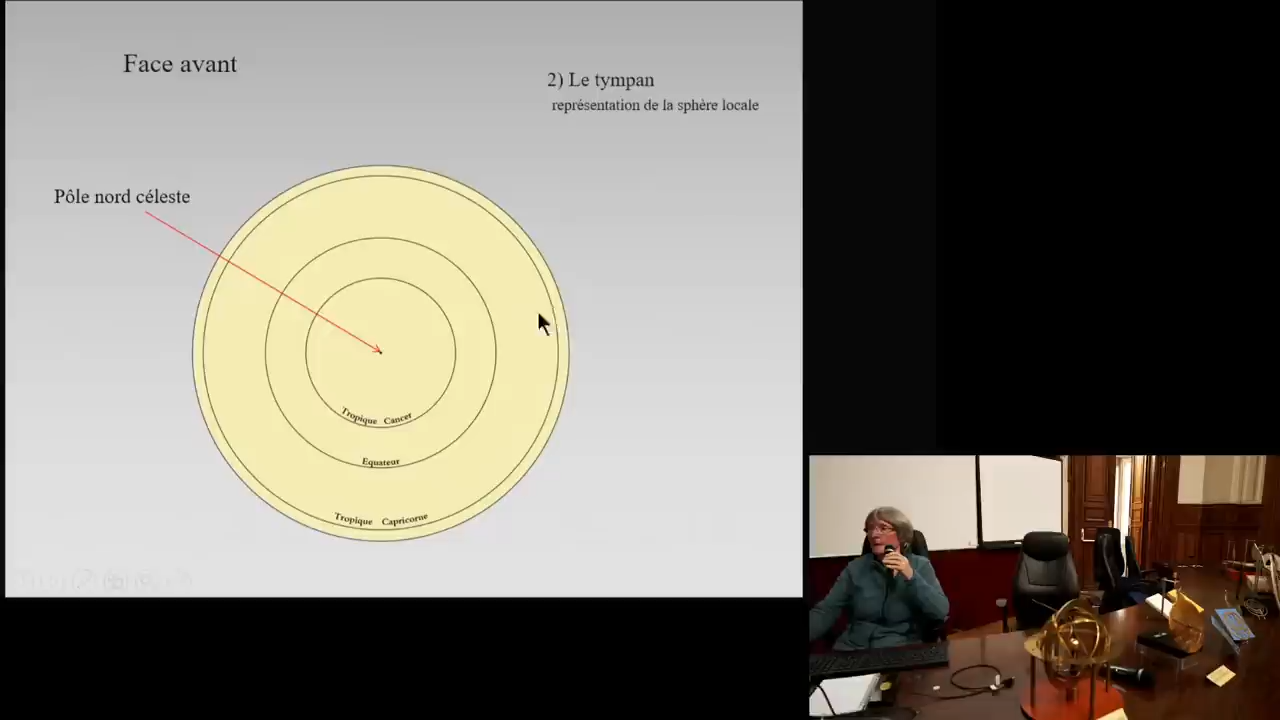 Face avant
2) Le tympan
représentation de la sphère locale
Pôle nord céleste
Tropique Cancer
Equateur
Tropique Capricorne